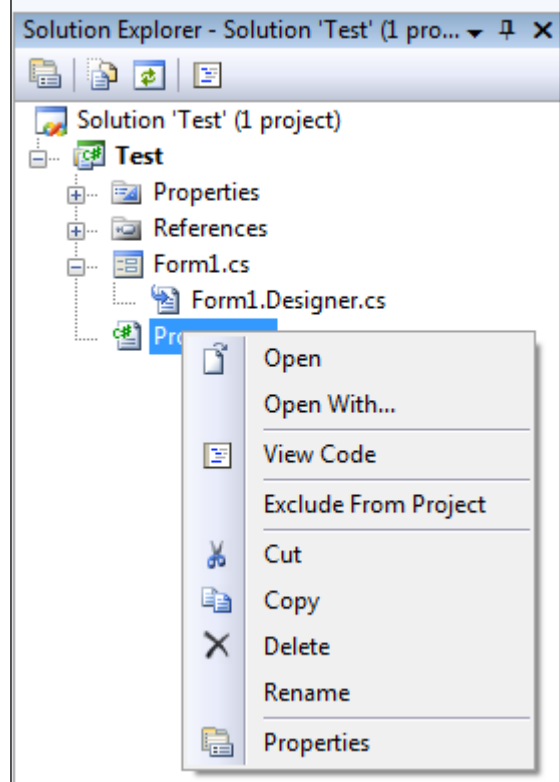 Solution Explorer - Solution 'Test' (1 pro...
Solution 'Test' (1 project)
Test
Properties
References
Form1.cs
Form1.Designer.cs
Open
Open With...
View Code
Exclude From Project
Cut
Copy
Delete
Rename
Properties